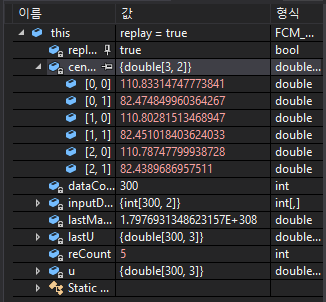 이름 값 형식
this replay = true FCM_...
repl... true bool
cen... {double[3, 2]} double...
[0, 0] 110.83314747773841 double
[0, 1] 82.474849960364267 double
[1, 0] 110.80281513468947 double
[1, 1] 82.451018403624033 double
[2, 0] 110.78747799938728 double
[2, 1] 82.4389686957511 double
dataCo... 300 int
inputD... {int[300, 2]} int[,]
lastMa... 1.7976931348623157E+308 double
lastU {double[300, 3]} double...
reCount 5 int
u {double[300, 3]} double...
Static ...